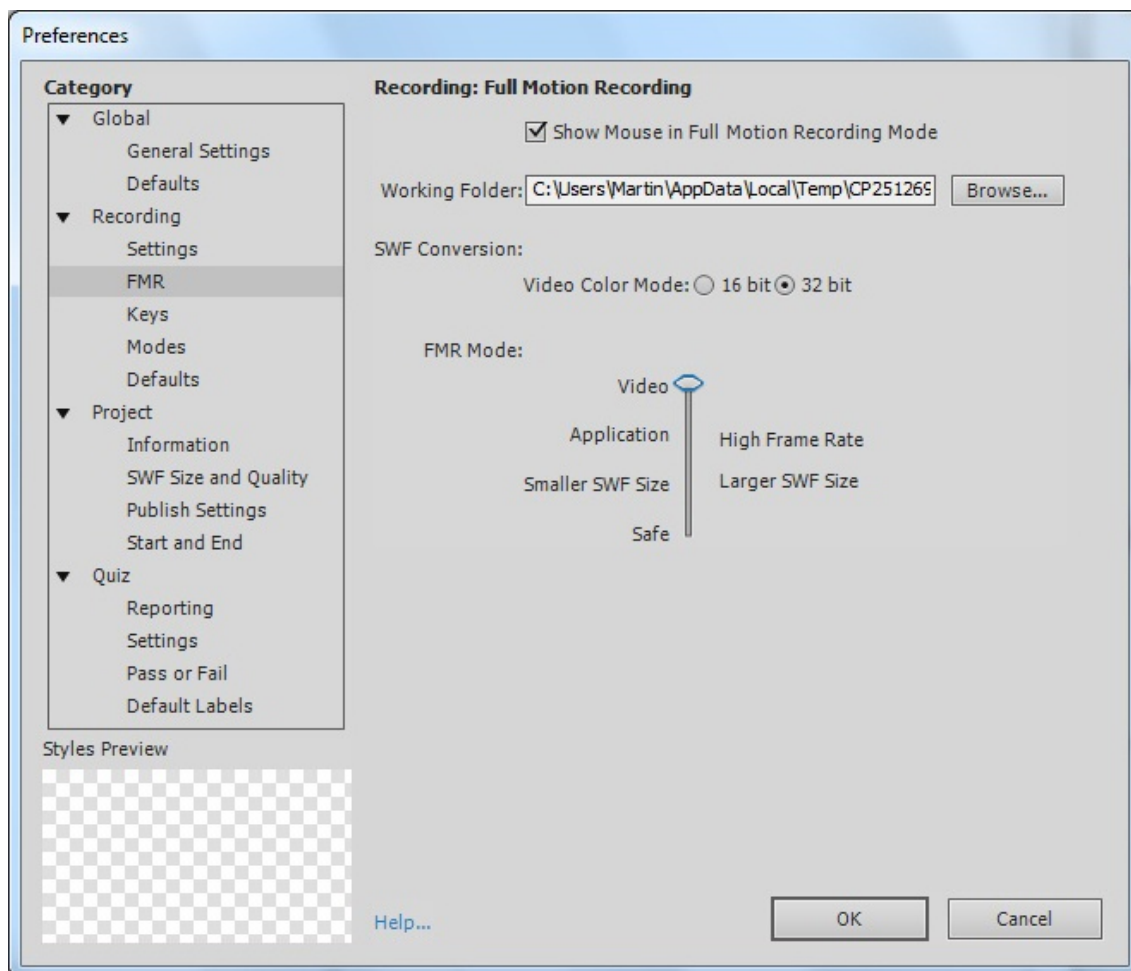 Preferences
Category
Global
General Settings
Defaults
Recording
Settings
FMR
Keys
Modes
Defaults
Project
Information
SWF Size and Quality
Publish Settings
Start and End
Quiz
Reporting
Settings
Pass or Fail
Default Labels
Styles Preview
Recording: Full Motion Recording
Show Mouse in Full Motion Recording Mode
Working Folder: C:\Users\Martin\AppData\Local\Temp\CP251269 Browse...
SWF Conversion:
Video Color Mode: 16 bit 32 bit
FMR Mode:
Video
Application
Smaller SWF Size
Safe
High Frame Rate
Larger SWF Size
Help...
OK
Cancel